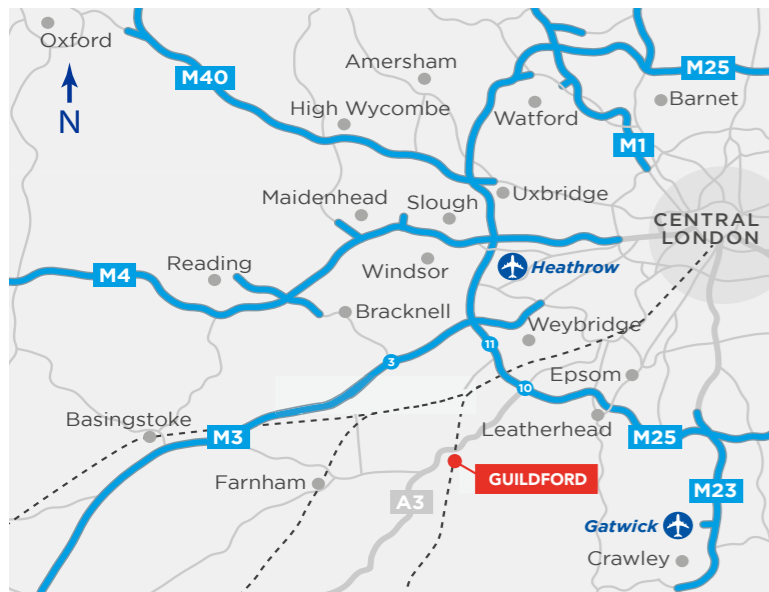 Oxford
M40
Amersham
M25
Barnet
N
High Wycombe
Watford
M1
Maidenhead
Slough
Uxbridge
CENTRAL
LONDON
M4
Reading
Windsor
Heathrow
Bracknell
Weybridge
11
3
10
Epsom
Basingstoke
M3
Leatherhead
M25
Farnham
GUILDFORD
A3
M23
Gatwick
Crawley